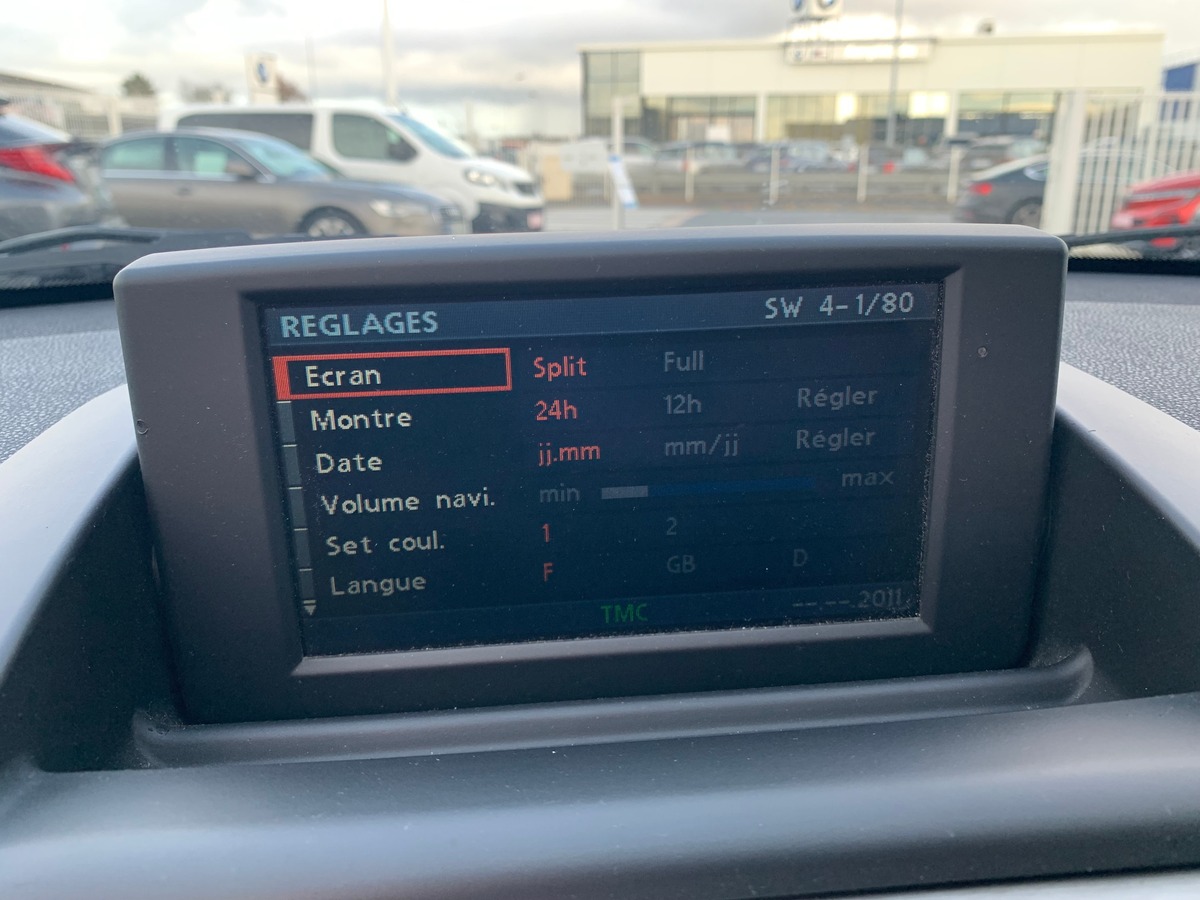 REGLAGES SW 4-1/80
Ecran Split Full
Montre 24h 12h Régler
Date jj.mm mm/jj Régler
Volume navi. min max
Set coul. 1 2
Langue F GB D
TMC --.--.2011